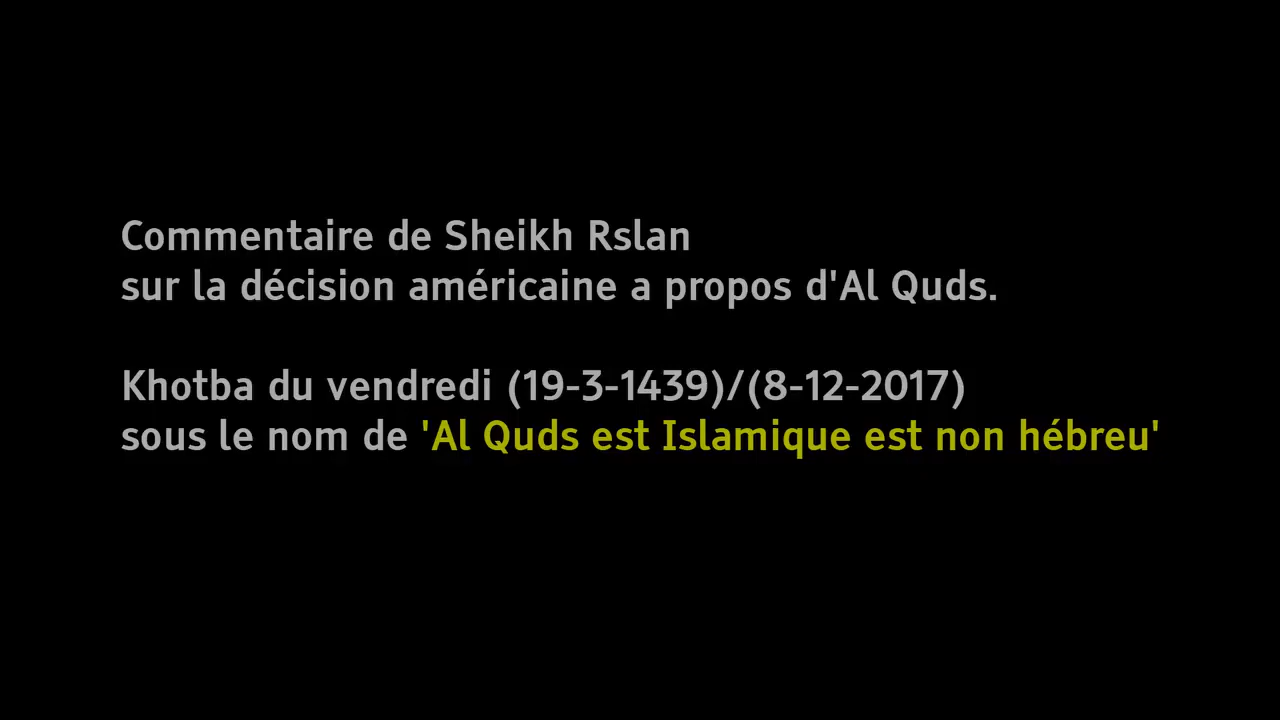 Commentaire de Sheikh Rslan
sur la décision américaine a propos d'Al Quds.
Khotba du vendredi (19-3-1439)/(8-12-2017)
sous le nom de 'Al Quds est Islamique est non hébreu'